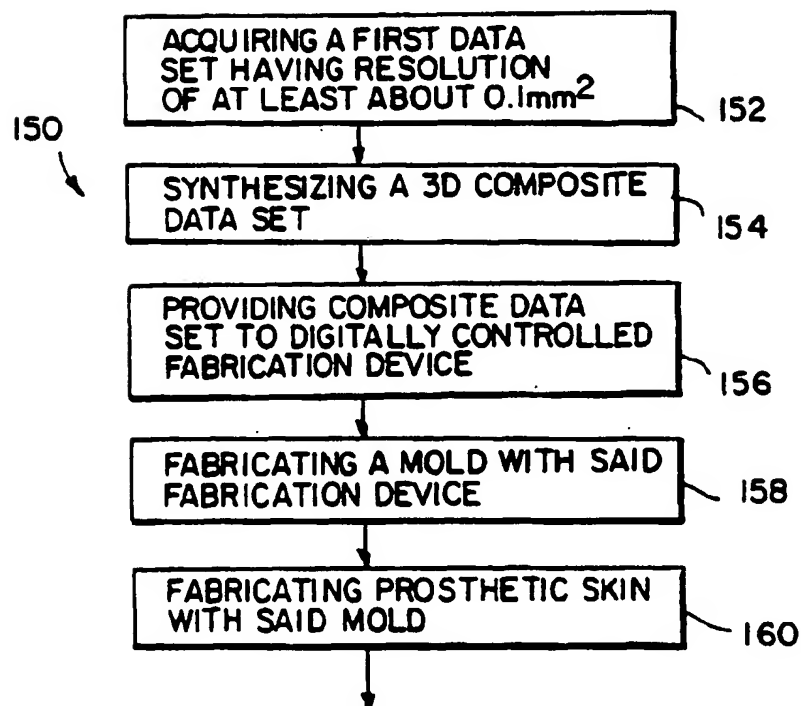 ACQUIRING A FIRST DATA
SET HAVING RESOLUTION
OF AT LEAST ABOUT 0.1mm²
152
150
SYNTHESIZING A 3D COMPOSITE
DATA SET
154
PROVIDING COMPOSITE DATA
SET TO DIGITALLY CONTROLLED
FABRICATION DEVICE
156
FABRICATING A MOLD WITH SAID
FABRICATION DEVICE
158
FABRICATING PROSTHETIC SKIN
WITH SAID MOLD
160